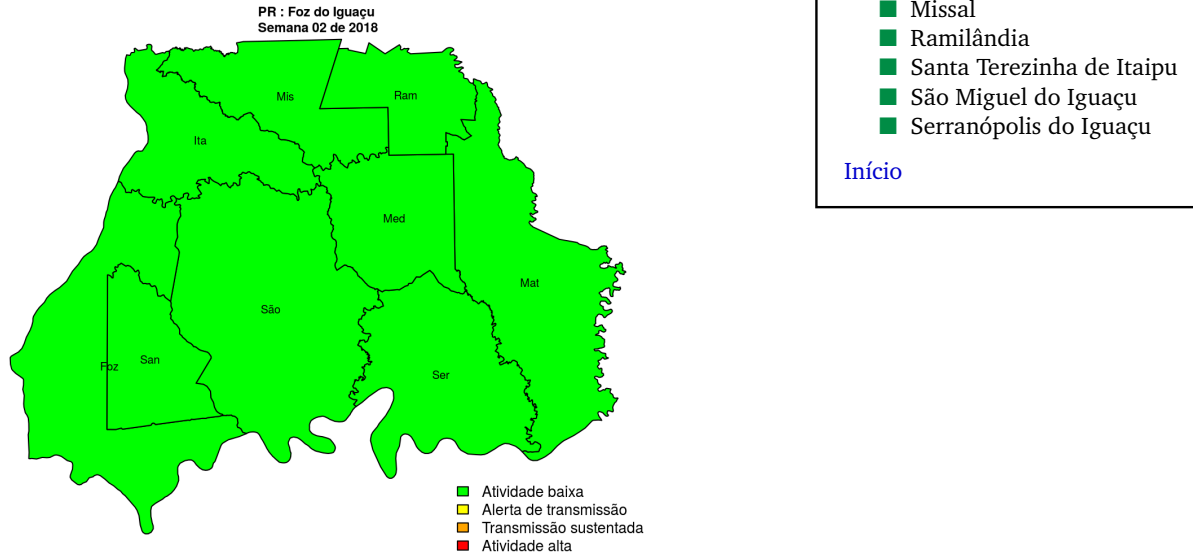 PR : Foz do Iguaçu
Semana 02 de 2018
Mis
Ram
Ita
Med
Mat
São
Foz
San
Ser
Atividade baixa
Alerta de transmissão
Transmissão sustentada
Atividade alta
Missal
Ramilândia
Santa Terezinha de Itaipu
São Miguel do Iguaçu
Serranópolis do Iguaçu
Início